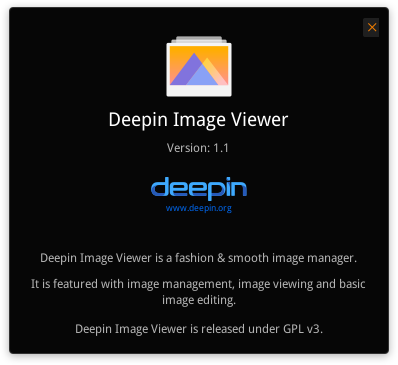 Deepin Image Viewer
Version: 1.1
deepin
www.deepin.org
Deepin Image Viewer is a fashion & smooth image manager.
It is featured with image management, image viewing and basic
image editing.
Deepin Image Viewer is released under GPL v3.